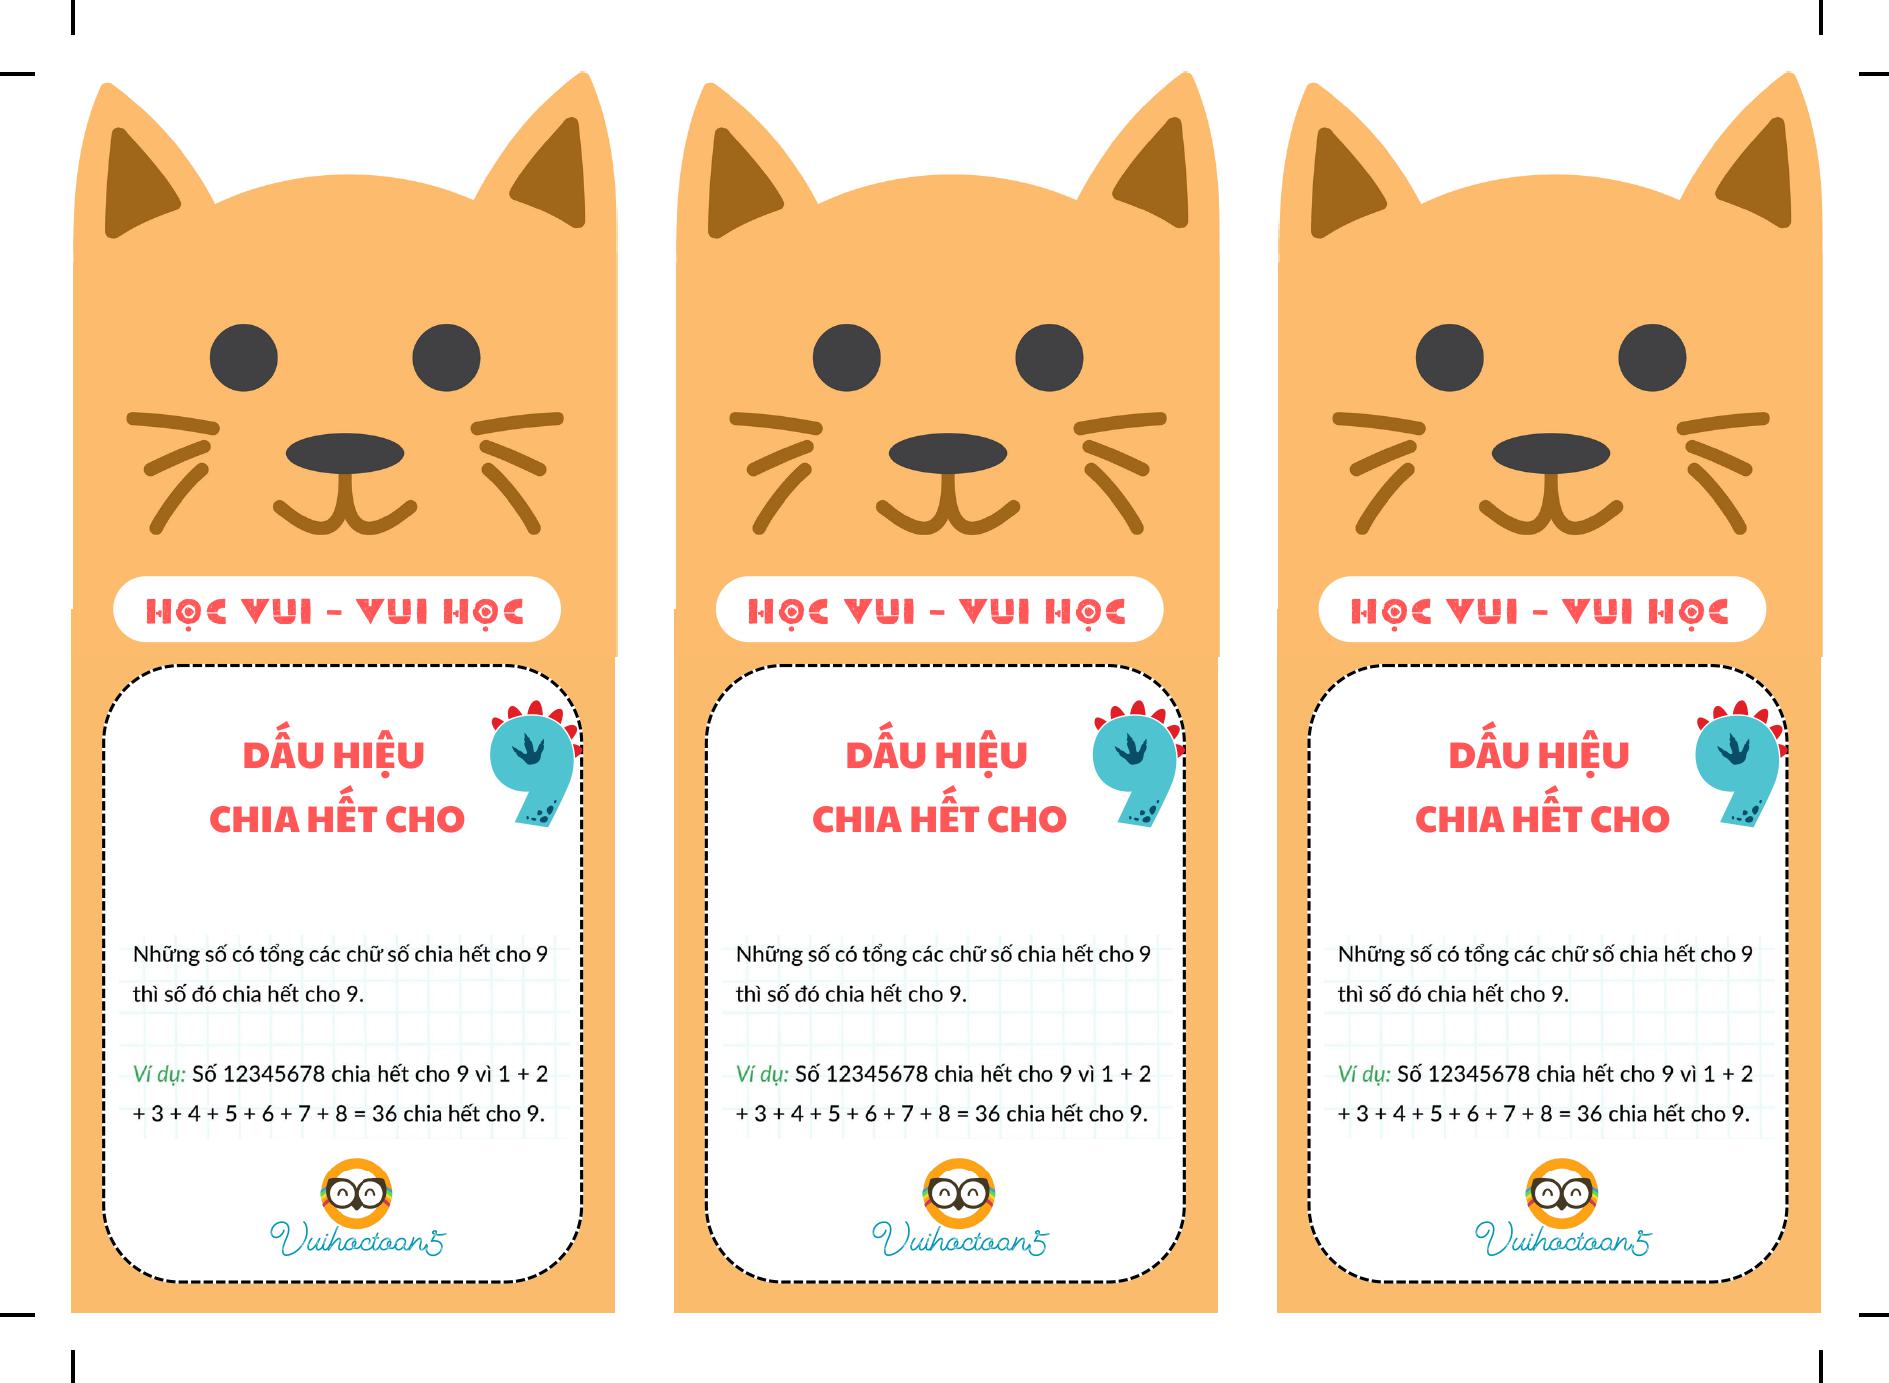 HỌC VUI - VUI HỌC
DẤU HIỆU
CHIA HẾT CHO 9
Những số có tổng các chữ số chia hết cho 9
thì số đó chia hết cho 9.
Ví dụ: Số 12345678 chia hết cho 9 vì 1 + 2
+ 3 + 4 + 5 + 6 + 7 + 8 = 36 chia hết cho 9.
Vuihoctoan5
HỌC VUI - VUI HỌC
DẤU HIỆU
CHIA HẾT CHO 9
Những số có tổng các chữ số chia hết cho 9
thì số đó chia hết cho 9.
Ví dụ: Số 12345678 chia hết cho 9 vì 1 + 2
+ 3 + 4 + 5 + 6 + 7 + 8 = 36 chia hết cho 9.
Vuihoctoan5
HỌC VUI - VUI HỌC
DẤU HIỆU
CHIA HẾT CHO 9
Những số có tổng các chữ số chia hết cho 9
thì số đó chia hết cho 9.
Ví dụ: Số 12345678 chia hết cho 9 vì 1 + 2
+ 3 + 4 + 5 + 6 + 7 + 8 = 36 chia hết cho 9.
Vuihoctoan5